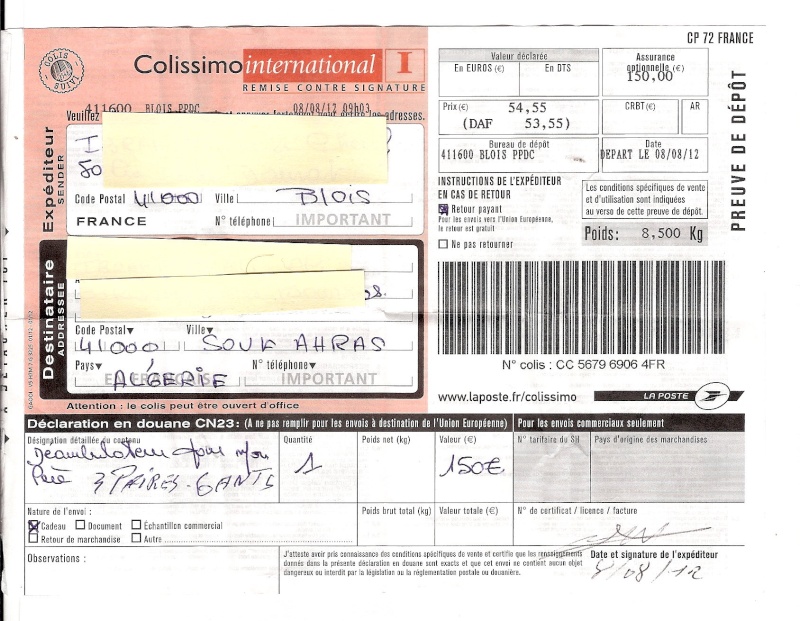 CP 72 FRANCE
COLIS
Colissimo international I
REMISE CONTRE SIGNATURE
411600 BLOIS PPDC 08/08/12 09h03
Veuillez
adresses.
Expéditeur
SENDER
Code Postal 41000 Ville BLOIS
FRANCE N° téléphone IMPORTANT
Destinataire
ADDRESSEE
Code Postal Ville
41000 SOUK AHRAS
Pays N° téléphone
ALGERIE IMPORTANT
Attention : le colis peut être ouvert d'office
Valeur déclarée
En EUROS (€) En DTS
Assurance
optionnelle (€)
150,00
Prix (€) 54,55
(DAF 53,55)
CRBT (€) AR
Bureau de dépôt
411600 BLOIS PPDC
Date
DEPART LE 08/08/12
INSTRUCTIONS DE L'EXPÉDITEUR
EN CAS DE RETOUR
Retour payant
Pour les envois vers l'Union Européenne,
le retour est gratuit
Ne pas retourner
Les conditions spécifiques de vente
et d'utilisation sont indiquées
au verso de cette preuve de dépôt.
Poids: 8,500 Kg
PREUVE DE DÉPÔT
N° colis : CC 5679 6906 4FR
www.laposte.fr/colissimo
LA POSTE
Déclaration en douane CN23: (A ne pas remplir pour les envois à destination de l'Union Européenne)
Pour les envois commerciaux seulement
Désignation détaillée du contenu
pour mon
3 PAIRES - GANTS
Quantité
1
Poids net (kg)
Valeur (€)
150€
N° tarifaire du SH
Pays d'origine des marchandises
Nature de l'envoi :
Cadeau Document Échantillon commercial
Retour de marchandise Autre
Poids brut total (kg)
Valeur totale (€)
N° de certificat / licence / facture
Observations :
J'atteste avoir pris connaissance des conditions spécifiques de vente et certifie que les renseignements
donnés dans la présente déclaration en douane sont exacts et que cet envoi ne contient aucun objet
dangereux ou interdit par la législation ou la réglementation postale ou douanière.
Date et signature de l'expéditeur
8/08/12